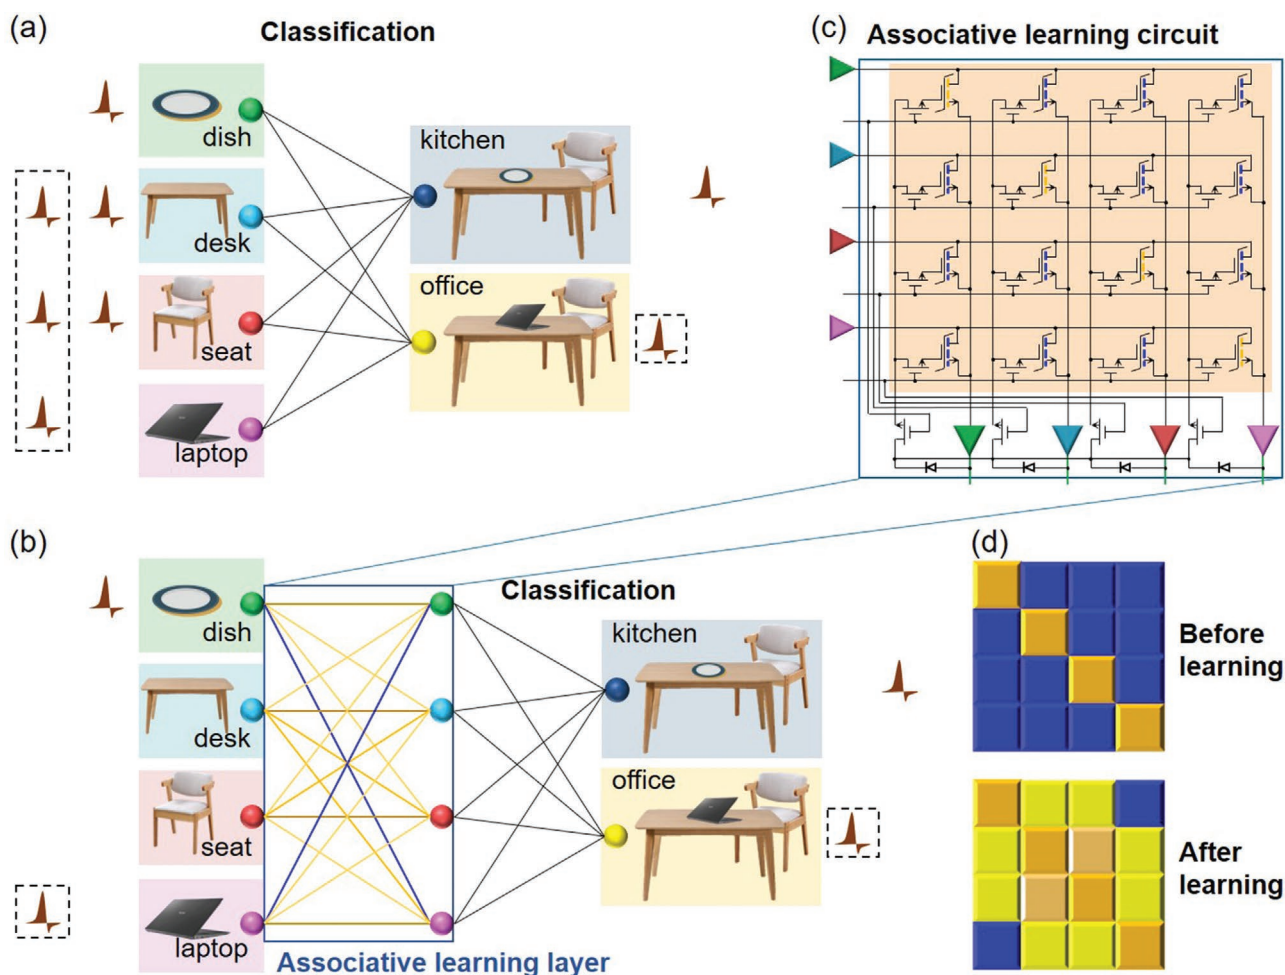 (a)
Classification
dish
desk
seat
laptop
kitchen
office
(c)
Associative learning circuit
(b)
dish
desk
seat
laptop
Associative learning layer
Classification
kitchen
office
(d)
Before
learning
After
learning